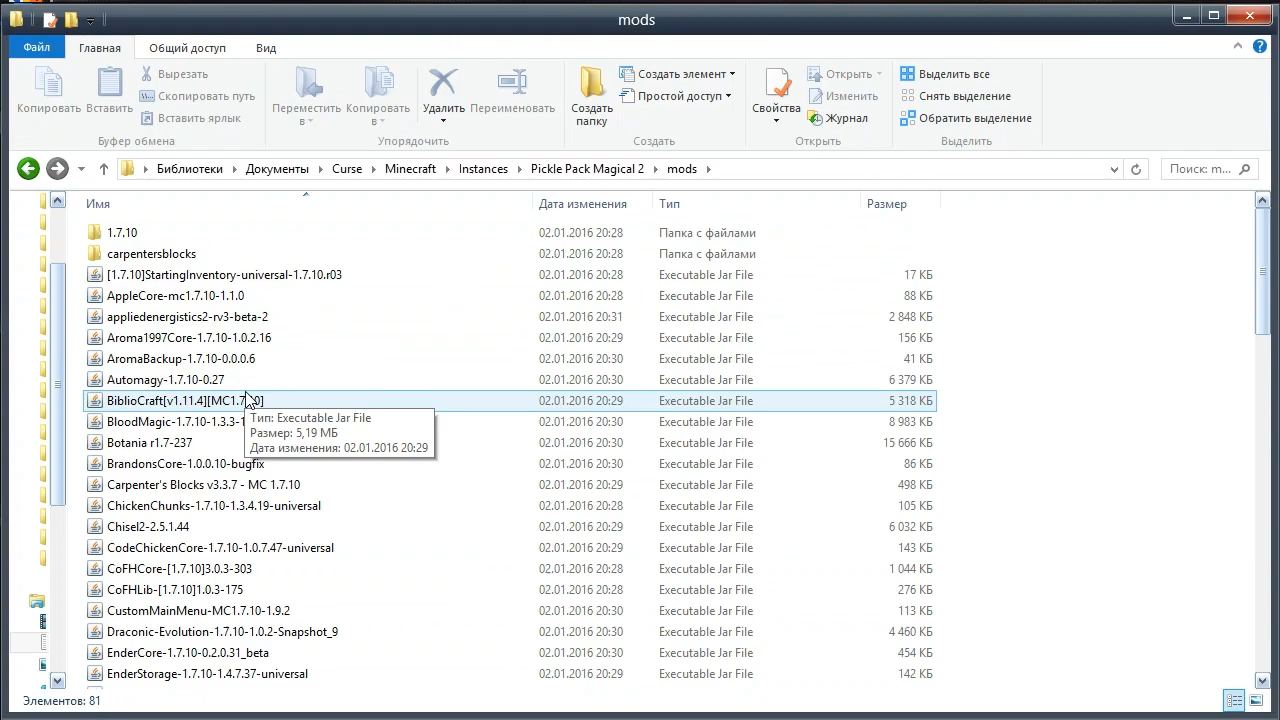 mods
Файл Главная Общий доступ Вид
Копировать
Вставить
Вырезать
Скопировать путь
Вставить ярлык
Буфер обмена
Переместить в
Копировать в
Удалить
Переименовать
Упорядочить
Создать папку
Создать элемент
Простой доступ
Создать
Свойства
Открыть
Изменить
Журнал
Открыть
Выделить все
Снять выделение
Обратить выделение
Выделить
Библиотеки Документы Curse Minecraft Instances Pickle Pack Magical 2 mods
Поиск: m...
Имя Дата изменения Тип Размер
1.7.10 02.01.2016 20:28 Папка с файлами
carpentersblocks 02.01.2016 20:28 Папка с файлами
[1.7.10]StartingInventory-universal-1.7.10.r03 02.01.2016 20:28 Executable Jar File 17 КБ
AppleCore-mc1.7.10-1.1.0 02.01.2016 20:28 Executable Jar File 88 КБ
appliedenergistics2-rv3-beta-2 02.01.2016 20:31 Executable Jar File 2 848 КБ
Aroma1997Core-1.7.10-1.0.2.16 02.01.2016 20:29 Executable Jar File 156 КБ
AromaBackup-1.7.10-0.0.0.6 02.01.2016 20:30 Executable Jar File 41 КБ
Automagy-1.7.10-0.27 02.01.2016 20:30 Executable Jar File 6 379 КБ
BiblioCraft[v1.11.4][MC1.7.10] 02.01.2016 20:29 Executable Jar File 5 318 КБ
BloodMagic-1.7.10-1.3.3-1 02.01.2016 20:30 Executable Jar File 8 983 КБ
Тип: Executable Jar File
Размер: 5,19 МБ
Дата изменения: 02.01.2016 20:29
Botania r1.7-237 02.01.2016 20:30 Executable Jar File 15 666 КБ
BrandonsCore-1.0.0.10-bugfix 02.01.2016 20:30 Executable Jar File 86 КБ
Carpenter's Blocks v3.3.7 - MC 1.7.10 02.01.2016 20:29 Executable Jar File 498 КБ
ChickenChunks-1.7.10-1.3.4.19-universal 02.01.2016 20:28 Executable Jar File 105 КБ
Chisel2-2.5.1.44 02.01.2016 20:29 Executable Jar File 6 032 КБ
CodeChickenCore-1.7.10-1.0.7.47-universal 02.01.2016 20:29 Executable Jar File 143 КБ
CoFHCore-[1.7.10]3.0.3-303 02.01.2016 20:28 Executable Jar File 1 044 КБ
CoFHLib-[1.7.10]1.0.3-175 02.01.2016 20:28 Executable Jar File 276 КБ
CustomMainMenu-MC1.7.10-1.9.2 02.01.2016 20:30 Executable Jar File 113 КБ
Draconic-Evolution-1.7.10-1.0.2-Snapshot_9 02.01.2016 20:30 Executable Jar File 4 460 КБ
EnderCore-1.7.10-0.2.0.31_beta 02.01.2016 20:30 Executable Jar File 454 КБ
EnderStorage-1.7.10-1.4.7.37-universal 02.01.2016 20:29 Executable Jar File 142 КБ
Элементов: 81